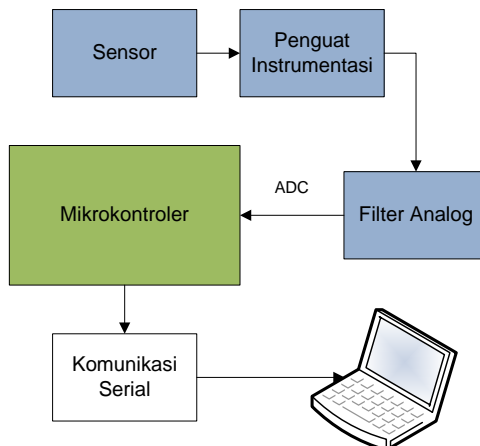 Sensor
Penguat
Instrumentasi
ADC
Mikrokontroler
Filter Analog
Komunikasi
Serial